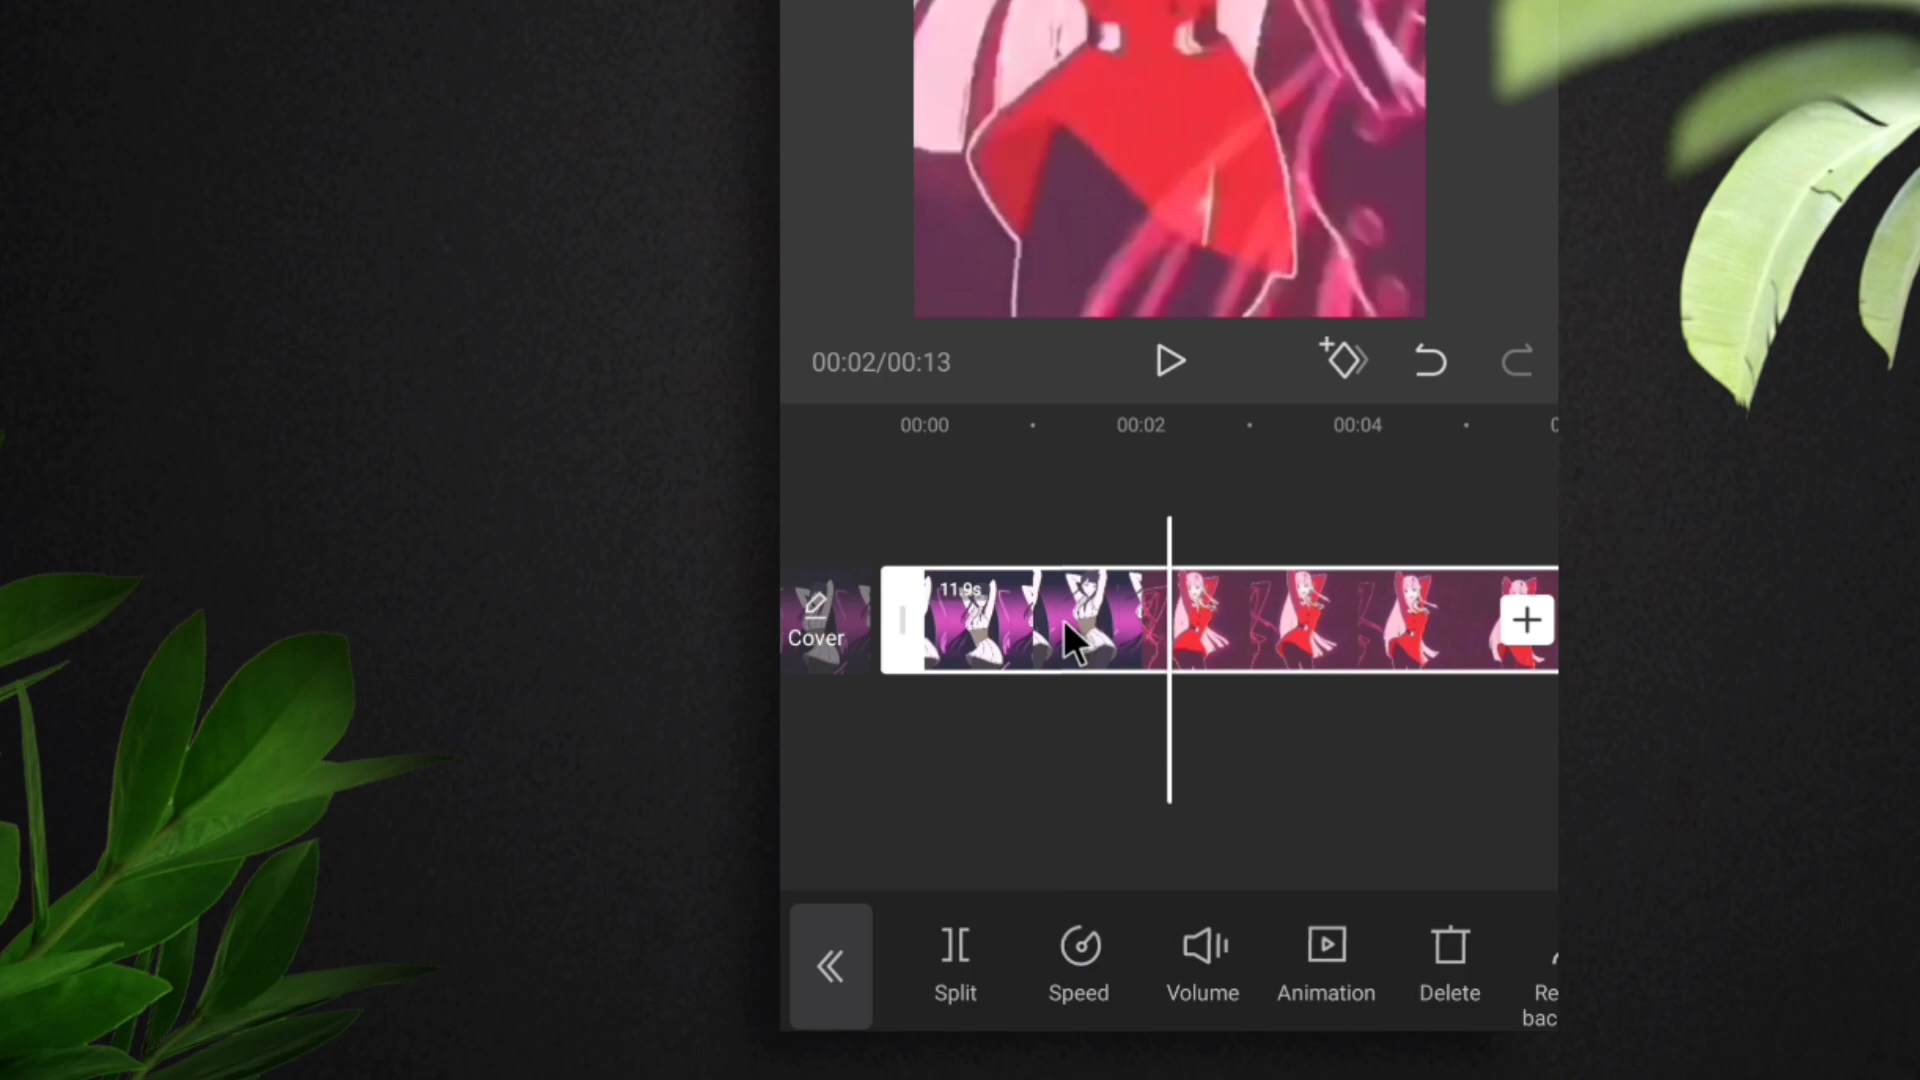 00:02/00:13
00:00
00:02
00:04
11.9s
Cover
Split
Speed
Volume
Animation
Delete
Re
bac